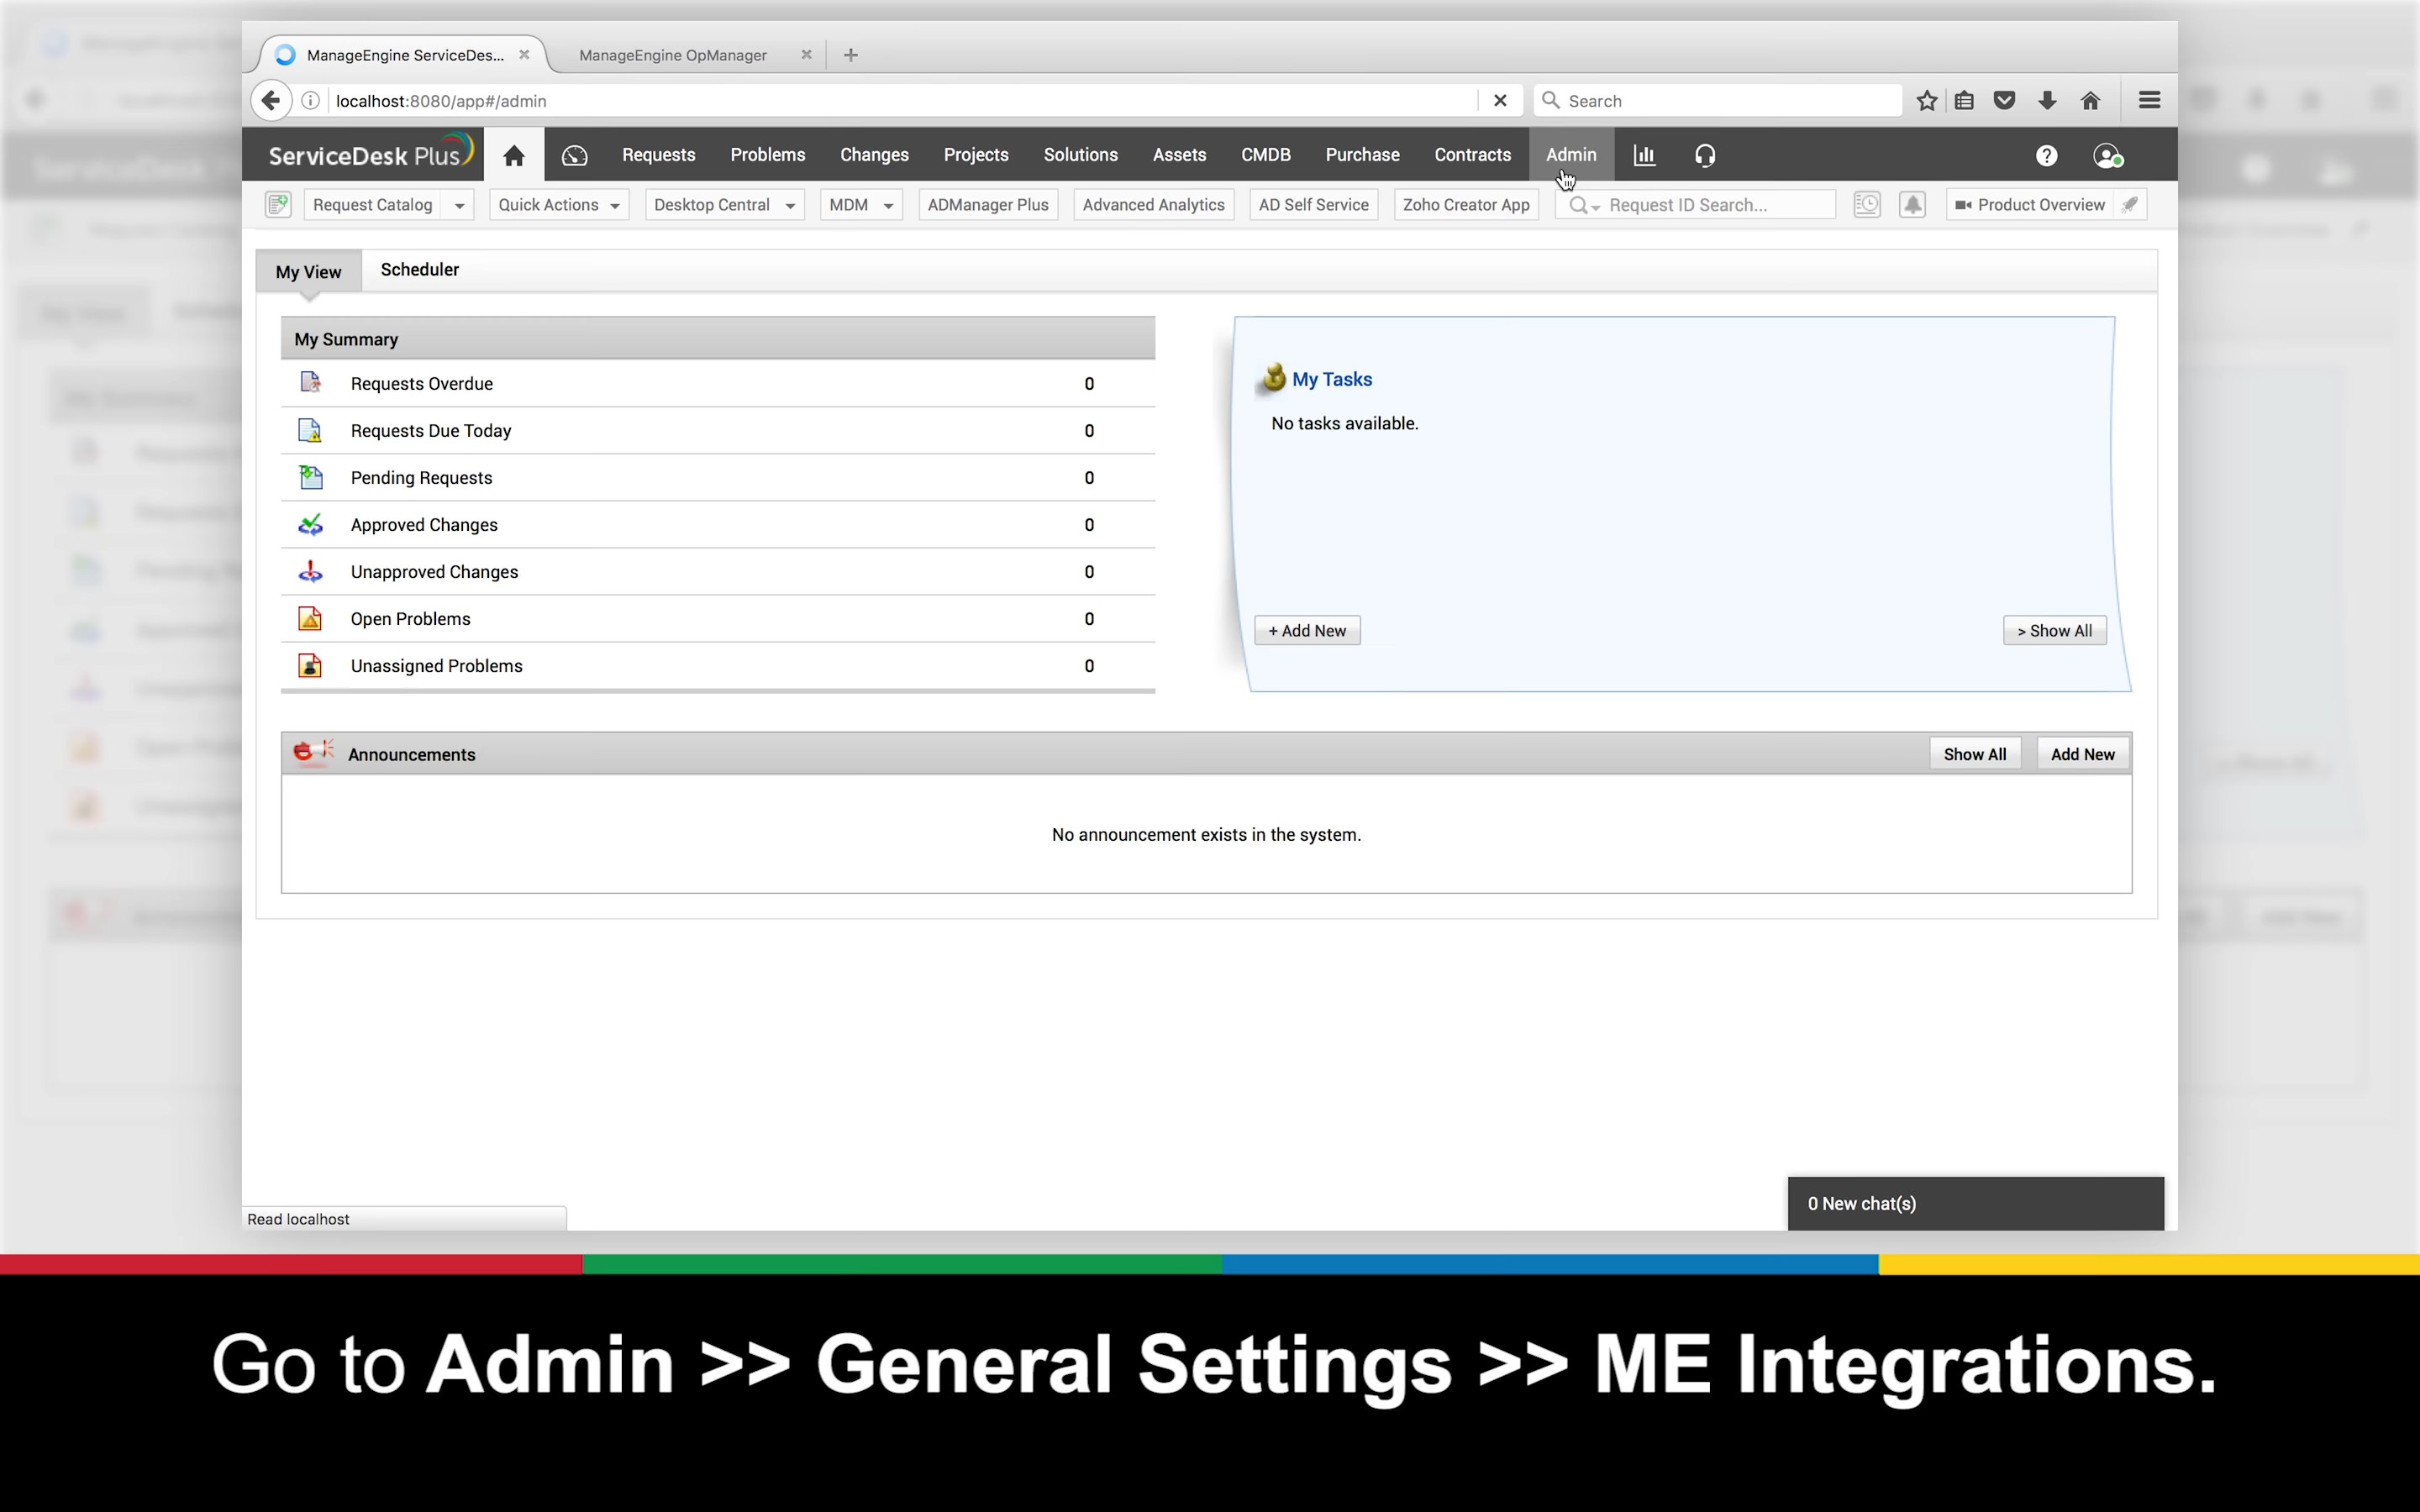 ManageEngine ServiceDes...
ManageEngine OpManager
localhost:8080/app#/admin
Search
ServiceDesk Plus
Requests
Problems
Changes
Projects
Solutions
Assets
CMDB
Purchase
Contracts
Admin
Request Catalog
Quick Actions
Desktop Central
MDM
ADManager Plus
Advanced Analytics
AD Self Service
Zoho Creator App
Request ID Search...
Product Overview
My View
Scheduler
My Summary
Requests Overdue 0
Requests Due Today 0
Pending Requests 0
Approved Changes 0
Unapproved Changes 0
Open Problems 0
Unassigned Problems 0
My Tasks
No tasks available.
+ Add New
> Show All
Announcements
Show All
Add New
No announcement exists in the system.
0 New chat(s)
Read localhost
Go to Admin >> General Settings >> ME Integrations.